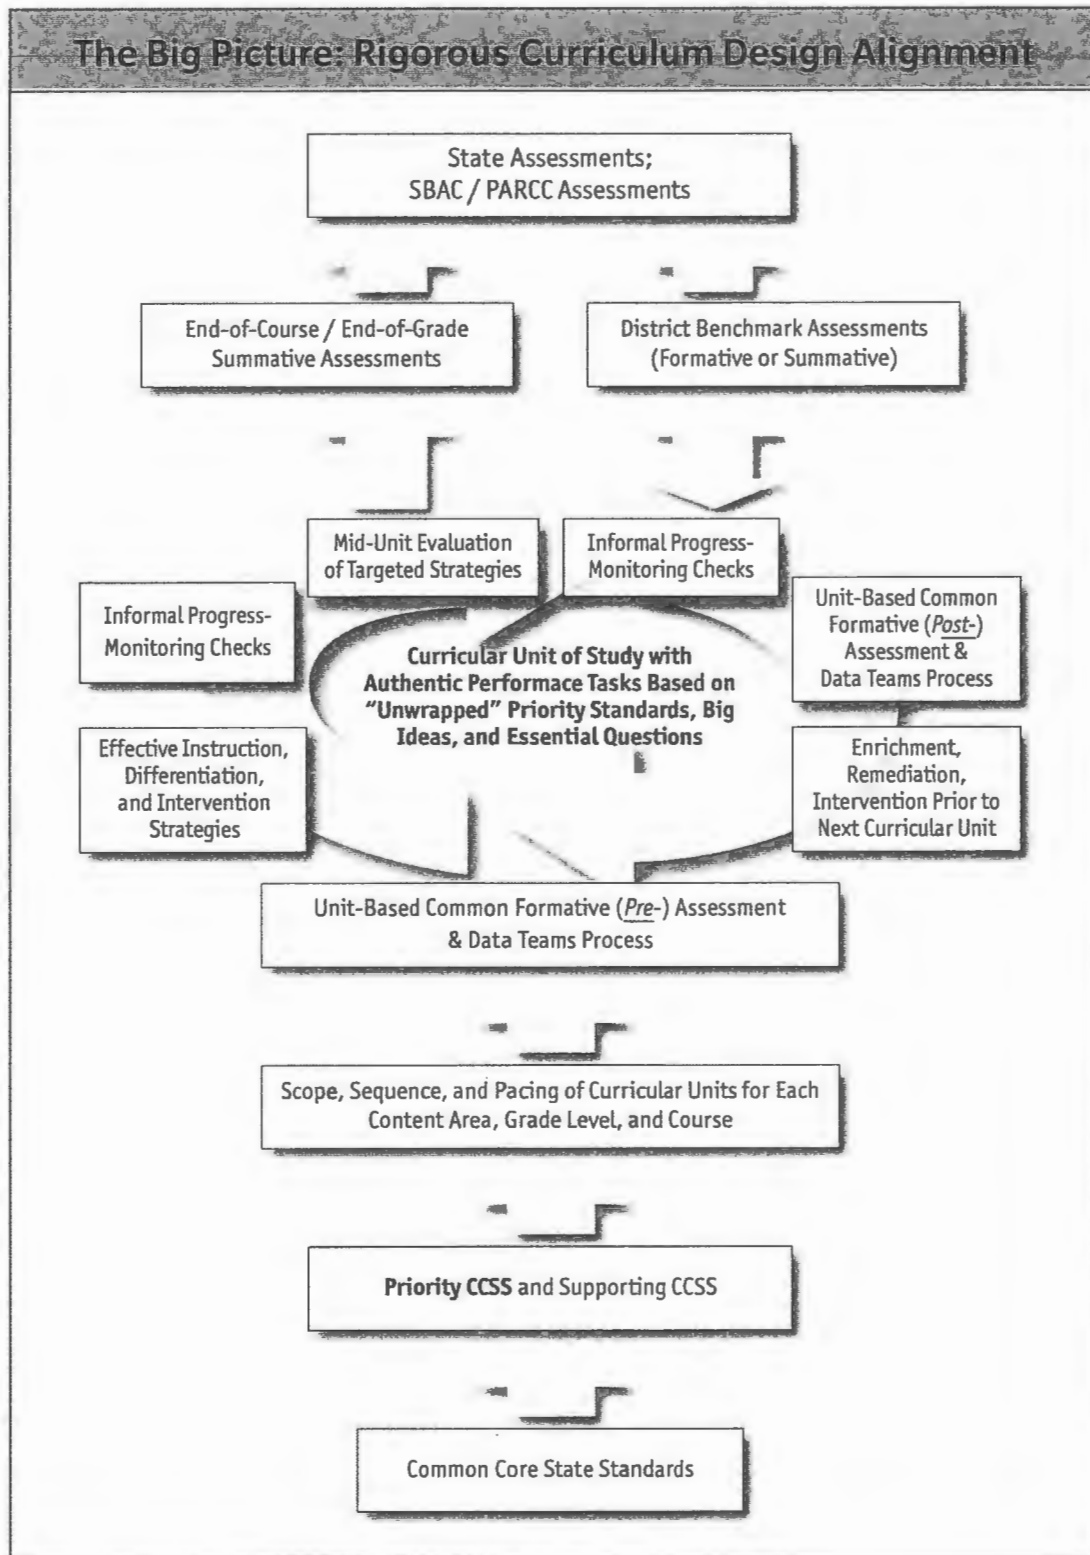 The Big Picture: Rigorous Curriculum Design Alignment
State Assessments;
SBAC / PARCC Assessments
End-of-Course / End-of-Grade
Summative Assessments
District Benchmark Assessments
(Formative or Summative)
Mid-Unit Evaluation
of Targeted Strategies
Informal Progress-
Monitoring Checks
Informal Progress-
Monitoring Checks
Unit-Based Common
Formative (Post-)
Assessment &
Data Teams Process
Curricular Unit of Study with
Authentic Performace Tasks Based on
"Unwrapped" Priority Standards, Big
Ideas, and Essential Questions
Effective Instruction,
Differentiation,
and Intervention
Strategies
Enrichment,
Remediation,
Intervention Prior to
Next Curricular Unit
Unit-Based Common Formative (Pre-) Assessment
& Data Teams Process
Scope, Sequence, and Pacing of Curricular Units for Each
Content Area, Grade Level, and Course
Priority CCSS and Supporting CCSS
Common Core State Standards